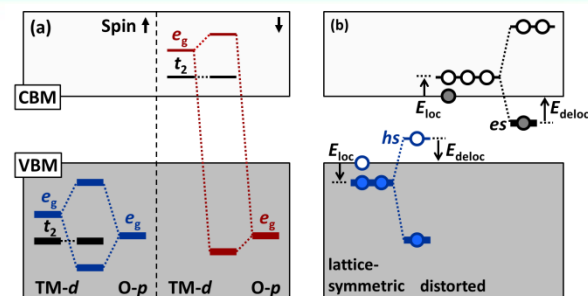 (a) Spin ↑ ↓
e_g
t_2
CBM
VBM
e_g
t_2
e_g
e_g
TM-d O-p TM-d O-p
(b)
E_loc
es
E_deloc
hs
E_loc
E_deloc
lattice-
symmetric distorted